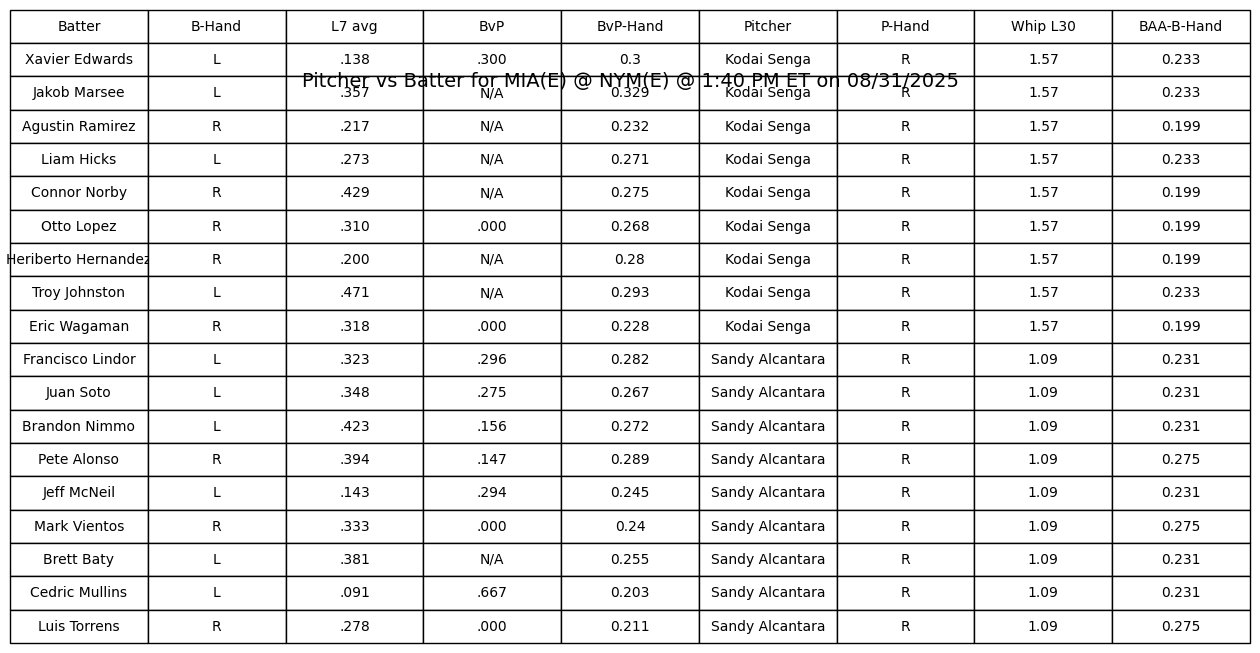 Batter B-Hand L7 avg BvP BvP-Hand Pitcher P-Hand Whip L30 BAA-B-Hand
Xavier Edwards L .138 .300 0.3 Kodai Senga R 1.57 0.233
Pitcher vs Batter for MIA(E) @ NYM(E) @ 1:40 PM ET on 08/31/2025
Jakob Marsee L .357 N/A 0.329 Kodai Senga R 1.57 0.233
Agustin Ramirez R .217 N/A 0.232 Kodai Senga R 1.57 0.199
Liam Hicks L .273 N/A 0.271 Kodai Senga R 1.57 0.233
Connor Norby R .429 N/A 0.275 Kodai Senga R 1.57 0.199
Otto Lopez R .310 .000 0.268 Kodai Senga R 1.57 0.199
Heriberto Hernandez R .200 N/A 0.28 Kodai Senga R 1.57 0.199
Troy Johnston L .471 N/A 0.293 Kodai Senga R 1.57 0.233
Eric Wagaman R .318 .000 0.228 Kodai Senga R 1.57 0.199
Francisco Lindor L .323 .296 0.282 Sandy Alcantara R 1.09 0.231
Juan Soto L .348 .275 0.267 Sandy Alcantara R 1.09 0.231
Brandon Nimmo L .423 .156 0.272 Sandy Alcantara R 1.09 0.231
Pete Alonso R .394 .147 0.289 Sandy Alcantara R 1.09 0.275
Jeff McNeil L .143 .294 0.245 Sandy Alcantara R 1.09 0.231
Mark Vientos R .333 .000 0.24 Sandy Alcantara R 1.09 0.275
Brett Baty L .381 N/A 0.255 Sandy Alcantara R 1.09 0.231
Cedric Mullins L .091 .667 0.203 Sandy Alcantara R 1.09 0.231
Luis Torrens R .278 .000 0.211 Sandy Alcantara R 1.09 0.275